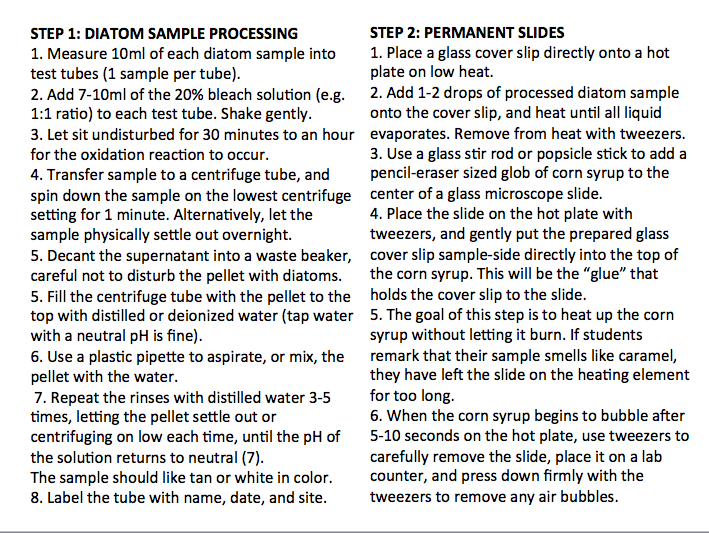 STEP 1: DIATOM SAMPLE PROCESSING
1. Measure 10ml of each diatom sample into
test tubes (1 sample per tube).
2. Add 7-10ml of the 20% bleach solution (e.g.
1:1 ratio) to each test tube. Shake gently.
3. Let sit undisturbed for 30 minutes to an hour
for the oxidation reaction to occur.
4. Transfer sample to a centrifuge tube, and
spin down the sample on the lowest centrifuge
setting for 1 minute. Alternatively, let the
sample physically settle out overnight.
5. Decant the supernatant into a waste beaker,
careful not to disturb the pellet with diatoms.
5. Fill the centrifuge tube with the pellet to the
top with distilled or deionized water (tap water
with a neutral pH is fine).
6. Use a plastic pipette to aspirate, or mix, the
pellet with the water.
7. Repeat the rinses with distilled water 3-5
times, letting the pellet settle out or
centrifuging on low each time, until the pH of
the solution returns to neutral (7).
The sample should like tan or white in color.
8. Label the tube with name, date, and site.
STEP 2: PERMANENT SLIDES
1. Place a glass cover slip directly onto a hot
plate on low heat.
2. Add 1-2 drops of processed diatom sample
onto the cover slip, and heat until all liquid
evaporates. Remove from heat with tweezers.
3. Use a glass stir rod or popsicle stick to add a
pencil-eraser sized glob of corn syrup to the
center of a glass microscope slide.
4. Place the slide on the hot plate with
tweezers, and gently put the prepared glass
cover slip sample-side directly into the top of
the corn syrup. This will be the “glue” that
holds the cover slip to the slide.
5. The goal of this step is to heat up the corn
syrup without letting it burn. If students
remark that their sample smells like caramel,
they have left the slide on the heating element
for too long.
6. When the corn syrup begins to bubble after
5-10 seconds on the hot plate, use tweezers to
carefully remove the slide, place it on a lab
counter, and press down firmly with the
tweezers to remove any air bubbles.